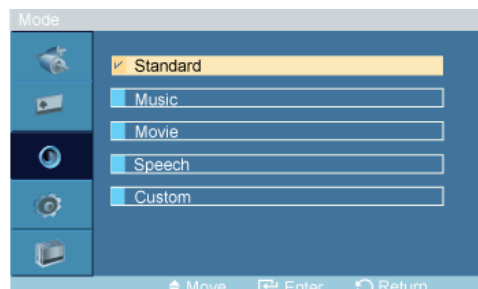 Mode
Standard
Music
Movie
Speech
Custom
Move Enter Return